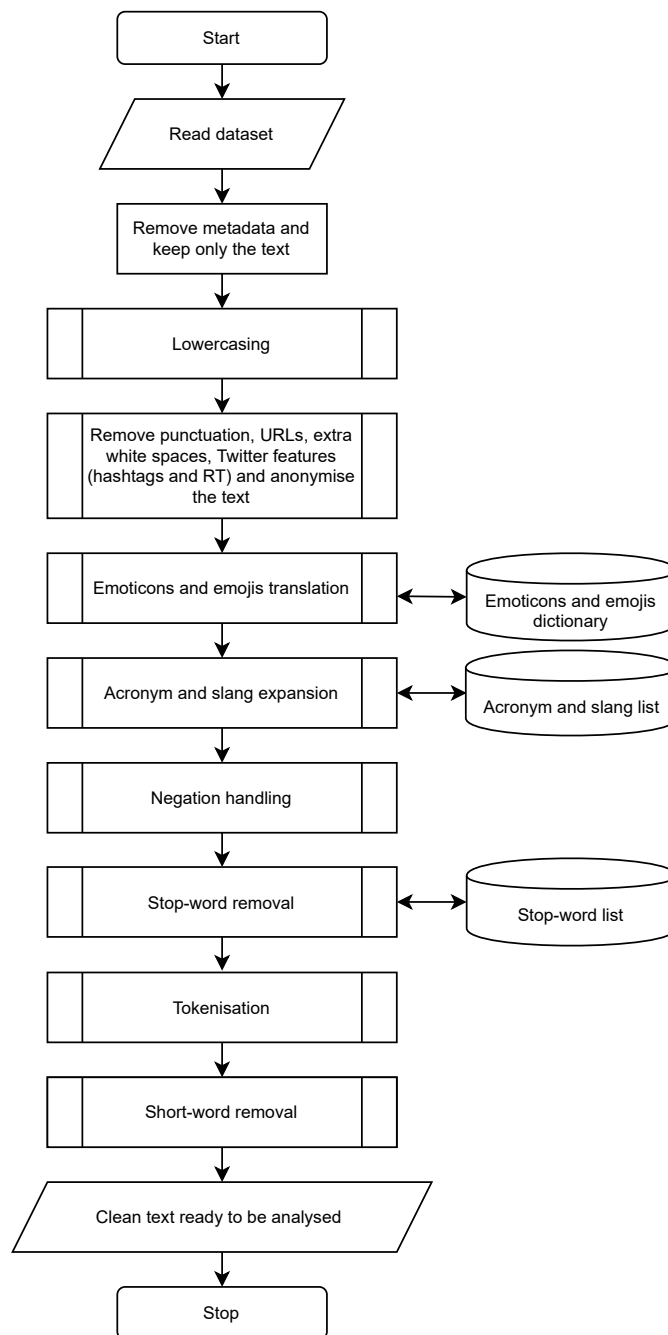 Start
Read dataset
Remove metadata and
keep only the text
Lowercasing
Remove punctuation, URLs, extra
white spaces, Twitter features
(hashtags and RT) and anonymise
the text
Emoticons and emojis translation
Emoticons and emojis
dictionary
Acronym and slang expansion
Acronym and slang list
Negation handling
Stop-word removal
Stop-word list
Tokenisation
Short-word removal
Clean text ready to be analysed
Stop